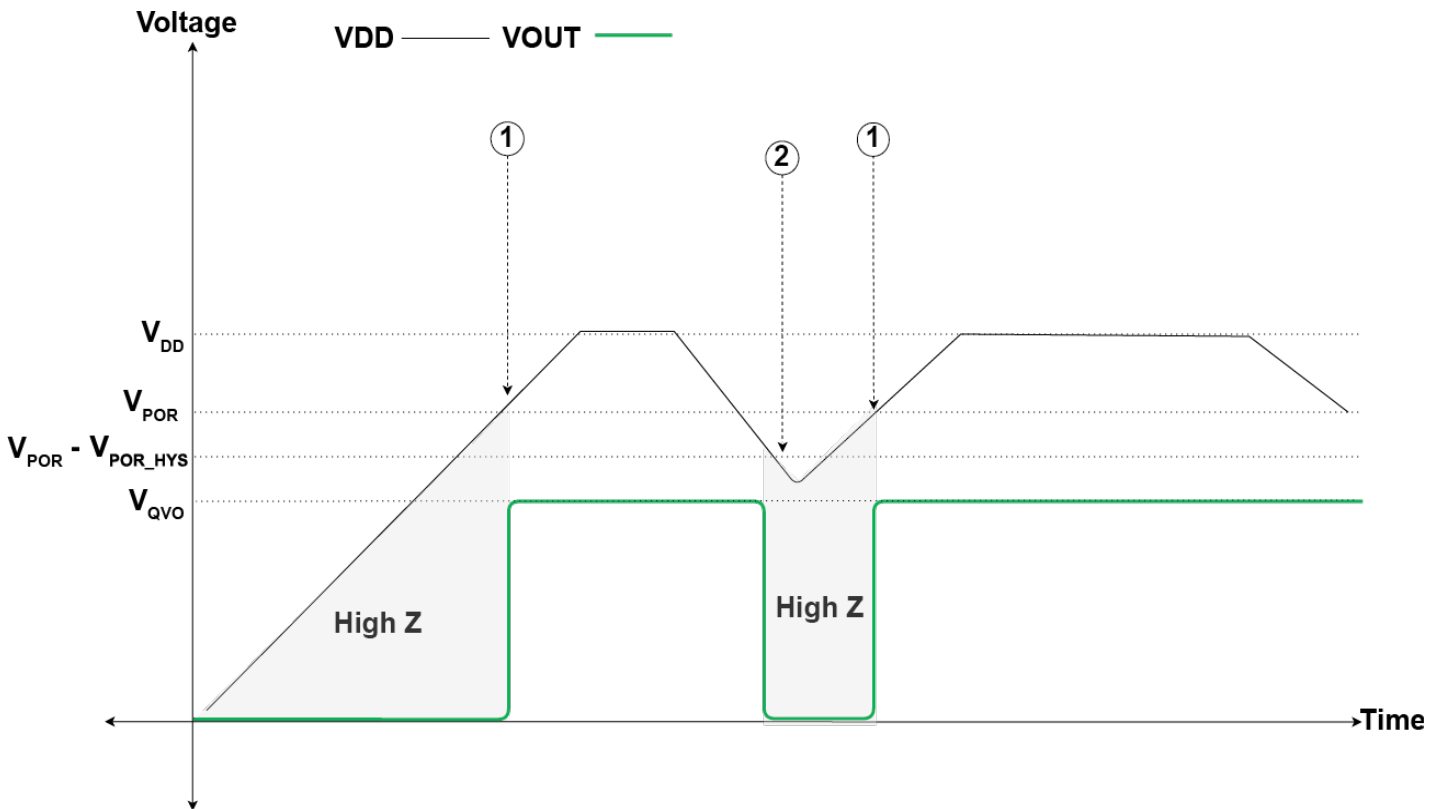 Voltage
VDD VOUT
1
2
1
VDD
VPOR
VPOR - VPOR_HYS
VQVO
High Z
High Z
Time